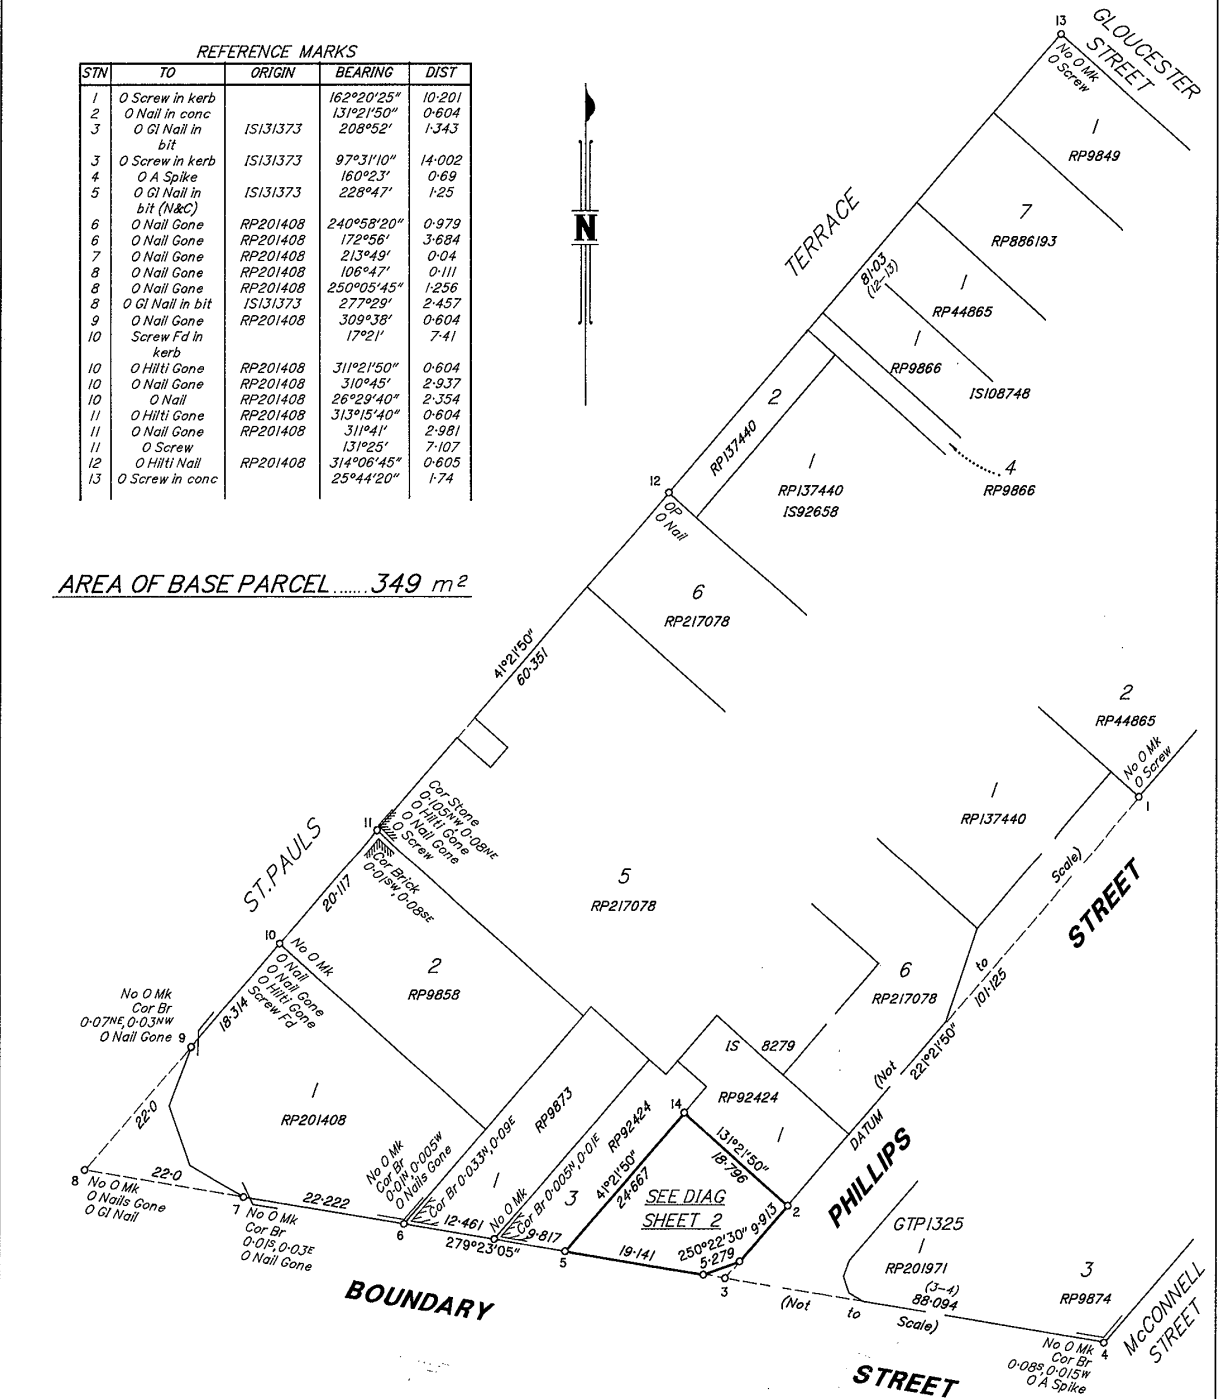 REFERENCE MARKS
STN TO ORIGIN BEARING DIST
1 O Screw in kerb 162°20'25" 10·201
2 O Nail in conc 131°21'50" 0·604
3 O GI Nail in IS131373 208°52' 1·343
bit
3 O Screw in kerb IS131373 97°31'10" 14·002
4 O A Spike 160°23' 0·69
5 O GI Nail in IS131373 228°47' 1·25
bit (N&C)
6 O Nail Gone RP201408 240°58'20" 0·979
6 O Nail Gone RP201408 172°56' 3·684
7 O Nail Gone RP201408 213°49' 0·04
8 O Nail Gone RP201408 106°47' 0·111
8 O Nail Gone RP201408 250°05'45" 1·256
8 O GI Nail in bit IS131373 277°29' 2·457
9 O Nail Gone RP201408 309°38' 0·604
10 Screw Fd in 17°21' 7·41
kerb
10 O Hilti Gone RP201408 311°21'50" 0·604
10 O Nail Gone RP201408 310°45' 2·937
10 O Nail RP201408 26°29'40" 2·354
11 O Hilti Gone RP201408 313°15'40" 0·604
11 O Nail Gone RP201408 311°41' 2·981
11 O Screw 131°25' 7·107
12 O Hilti Nail RP201408 314°06'45" 0·605
13 O Screw in conc 25°44'20" 1·74
AREA OF BASE PARCEL......349 m²
N
13
GLOUCESTER
STREET
No O Mk
O Screw
1
RP9849
7
RP886193
TERRACE
81·03
(12-13)
1
RP44865
1
RP9866
IS108748
2
RP137440
1
RP137440
IS92658
4
RP9866
12
OP
O Nail
6
RP217078
41°21'50"
60·351
2
RP44865
No O Mk
O Screw
1
1
RP137440
Cor Stone
0·105NW, 0·08NE
O Hilti Gone
O Nail Gone
O Screw
11
Cor Brick
0·01SW, 0·08SE
ST.PAULS
20·117
5
RP217078
STREET
Scale)
to
101·125
(Not
221°21'50"
6
RP217078
10
No O Mk
O Nail
O Nail Gone
O Hilti Gone
Screw Fd
2
RP9858
No O Mk
Cor Br
0·07NE, 0·03NW
O Nail Gone
9
18·314
IS 8279
RP92424
1
DATUM
PHILLIPS
1
RP201408
RP9873
1
RP92424
3
14
131°21'50"
18·796
41°21'50"
24·667
SEE DIAG
SHEET 2
2
9·913
250°22'30"
5·279
22·0
8
No O Mk
O Nails Gone
O GI Nail
22·0
7
No O Mk
Cor Br
0·01S, 0·03E
O Nail Gone
22·222
No O Mk
Cor Br
0·01N, 0·005W
O Nails Gone
6
Cor Br 0·033N, 0·09E
12·461
No O Mk
Cor Br 0·005N, 0·01E
9·817
279°23'05"
5
19·141
3
GTP1325
1
RP201971
(3-4)
88·094
3
RP9874
(Not to Scale)
BOUNDARY
STREET
No O Mk
Cor Br
0·08S, 0·015W
O A Spike
4
McCONNELL
STREET